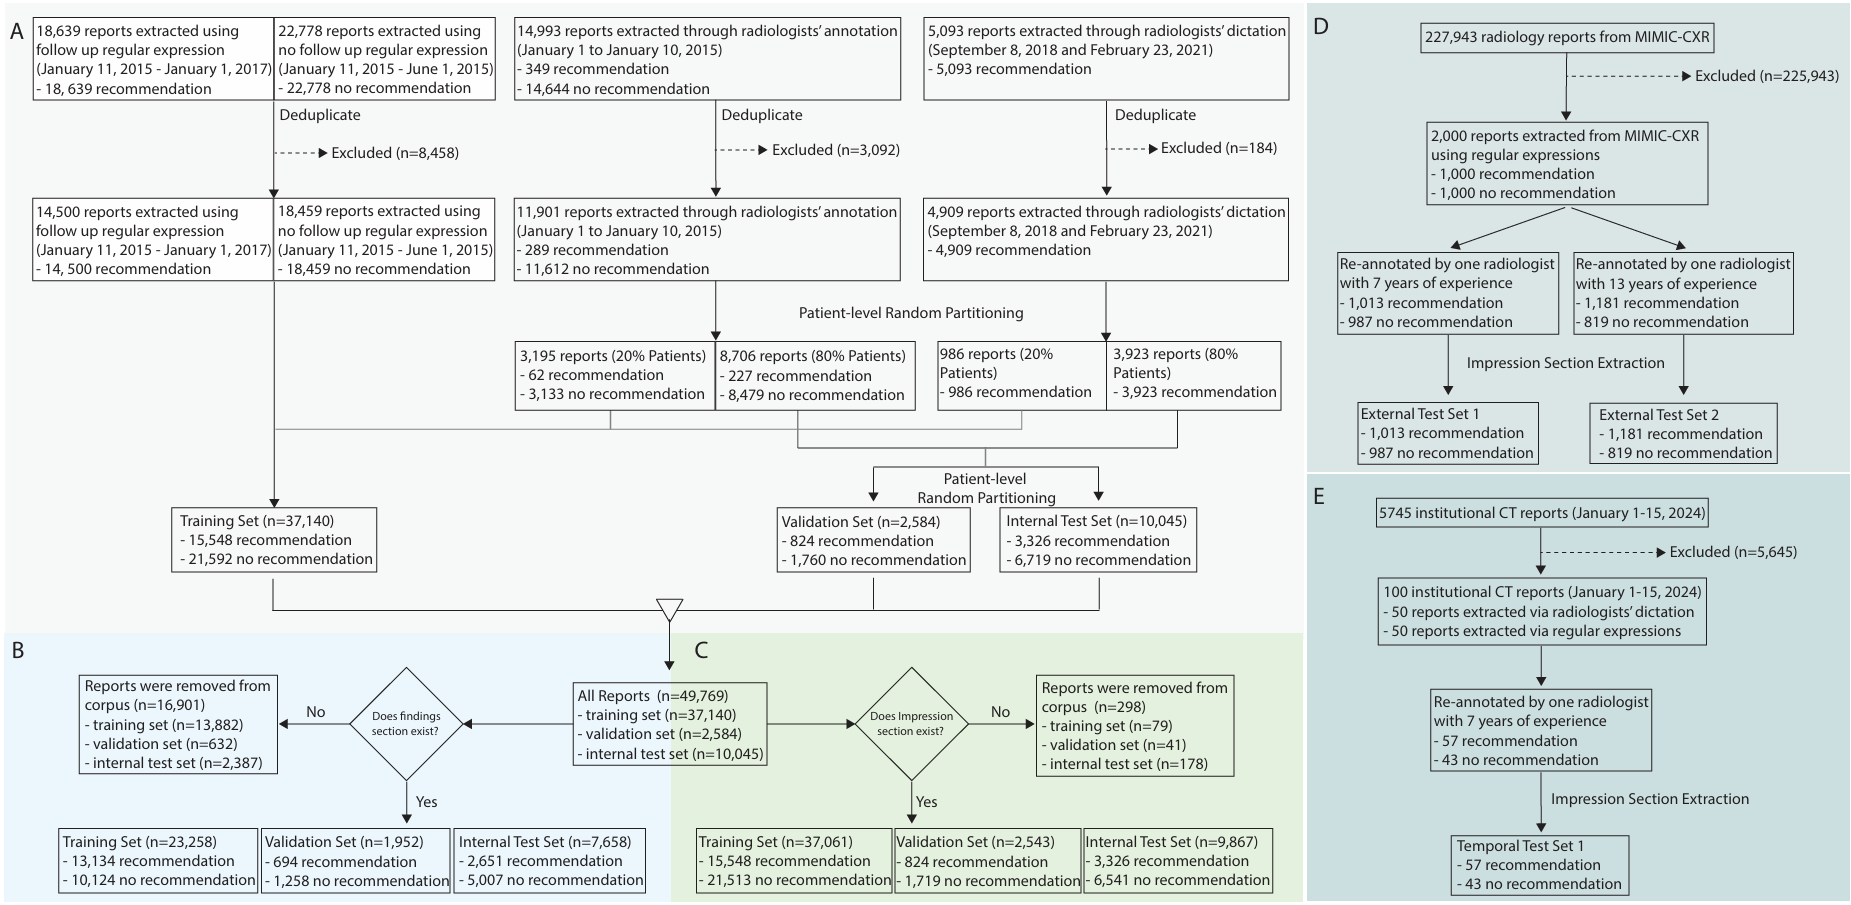 A
18,639 reports extracted using
follow up regular expression
(January 11, 2015 - January 1, 2017)
- 18, 639 recommendation
22,778 reports extracted using
no follow up regular expression
(January 11, 2015 - June 1, 2015)
- 22,778 no recommendation
14,993 reports extracted through radiologists' annotation
(January 1 to January 10, 2015)
- 349 recommendation
- 14,644 no recommendation
5,093 reports extracted through radiologists' dictation
(September 8, 2018 and February 23, 2021)
- 5,093 recommendation
Deduplicate
Excluded (n=8,458)
Deduplicate
Excluded (n=3,092)
Deduplicate
Excluded (n=184)
14,500 reports extracted using
follow up regular expression
(January 11, 2015 - January 1, 2017)
- 14, 500 recommendation
18,459 reports extracted using
no follow up regular expression
(January 11, 2015 - June 1, 2015)
- 18,459 no recommendation
11,901 reports extracted through radiologists' annotation
(January 1 to January 10, 2015)
- 289 recommendation
- 11,612 no recommendation
4,909 reports extracted through radiologists' dictation
(September 8, 2018 and February 23, 2021)
- 4,909 recommendation
Patient-level Random Partitioning
3,195 reports (20% Patients)
- 62 recommendation
- 3,133 no recommendation
8,706 reports (80% Patients)
- 227 recommendation
- 8,479 no recommendation
986 reports (20%
Patients)
- 986 recommendation
3,923 reports (80%
Patients)
- 3,923 recommendation
Patient-level
Random Partitioning
Training Set (n=37,140)
- 15,548 recommendation
- 21,592 no recommendation
Validation Set (n=2,584)
- 824 recommendation
- 1,760 no recommendation
Internal Test Set (n=10,045)
- 3,326 recommendation
- 6,719 no recommendation
B
Reports were removed from
corpus (n=16,901)
- training set (n=13,882)
- validation set (n=632)
- internal test set (n=2,387)
No
Does findings
section exist?
Yes
All Reports (n=49,769)
- training set (n=37,140)
- validation set (n=2,584)
- internal test set (n=10,045)
Training Set (n=23,258)
- 13,134 recommendation
- 10,124 no recommendation
Validation Set (n=1,952)
- 694 recommendation
- 1,258 no recommendation
Internal Test Set (n=7,658)
- 2,651 recommendation
- 5,007 no recommendation
C
Does Impression
section exist?
No
Reports were removed from
corpus (n=298)
- training set (n=79)
- validation set (n=41)
- internal test set (n=178)
Yes
Training Set (n=37,061)
- 15,548 recommendation
- 21,513 no recommendation
Validation Set (n=2,543)
- 824 recommendation
- 1,719 no recommendation
Internal Test Set (n=9,867)
- 3,326 recommendation
- 6,541 no recommendation
D
227,943 radiology reports from MIMIC-CXR
Excluded (n=225,943)
2,000 reports extracted from MIMIC-CXR
using regular expressions
- 1,000 recommendation
- 1,000 no recommendation
Re-annotated by one radiologist
with 7 years of experience
- 1,013 recommendation
- 987 no recommendation
Re-annotated by one radiologist
with 13 years of experience
- 1,181 recommendation
- 819 no recommendation
Impression Section Extraction
External Test Set 1
- 1,013 recommendation
- 987 no recommendation
External Test Set 2
- 1,181 recommendation
- 819 no recommendation
E
5745 institutional CT reports (January 1-15, 2024)
Excluded (n=5,645)
100 institutional CT reports (January 1-15, 2024)
- 50 reports extracted via radiologists' dictation
- 50 reports extracted via regular expressions
Re-annotated by one radiologist
with 7 years of experience
- 57 recommendation
- 43 no recommendation
Impression Section Extraction
Temporal Test Set 1
- 57 recommendation
- 43 no recommendation